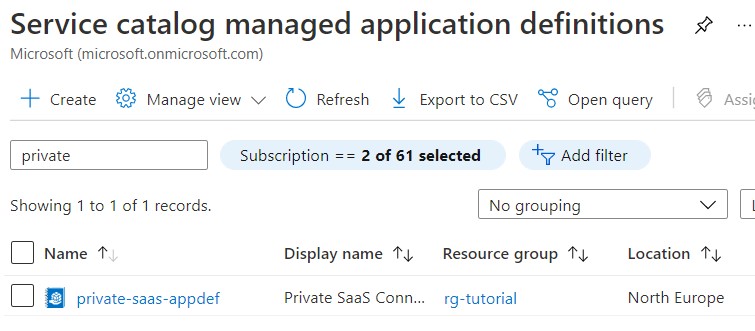 Service catalog managed application definitions
Microsoft (microsoft.onmicrosoft.com)
Create Manage view Refresh Export to CSV Open query
private Subscription == 2 of 61 selected Add filter
Showing 1 to 1 of 1 records. No grouping
Name Display name Resource group Location
private-saas-appdef Private SaaS Conn... rg-tutorial North Europe